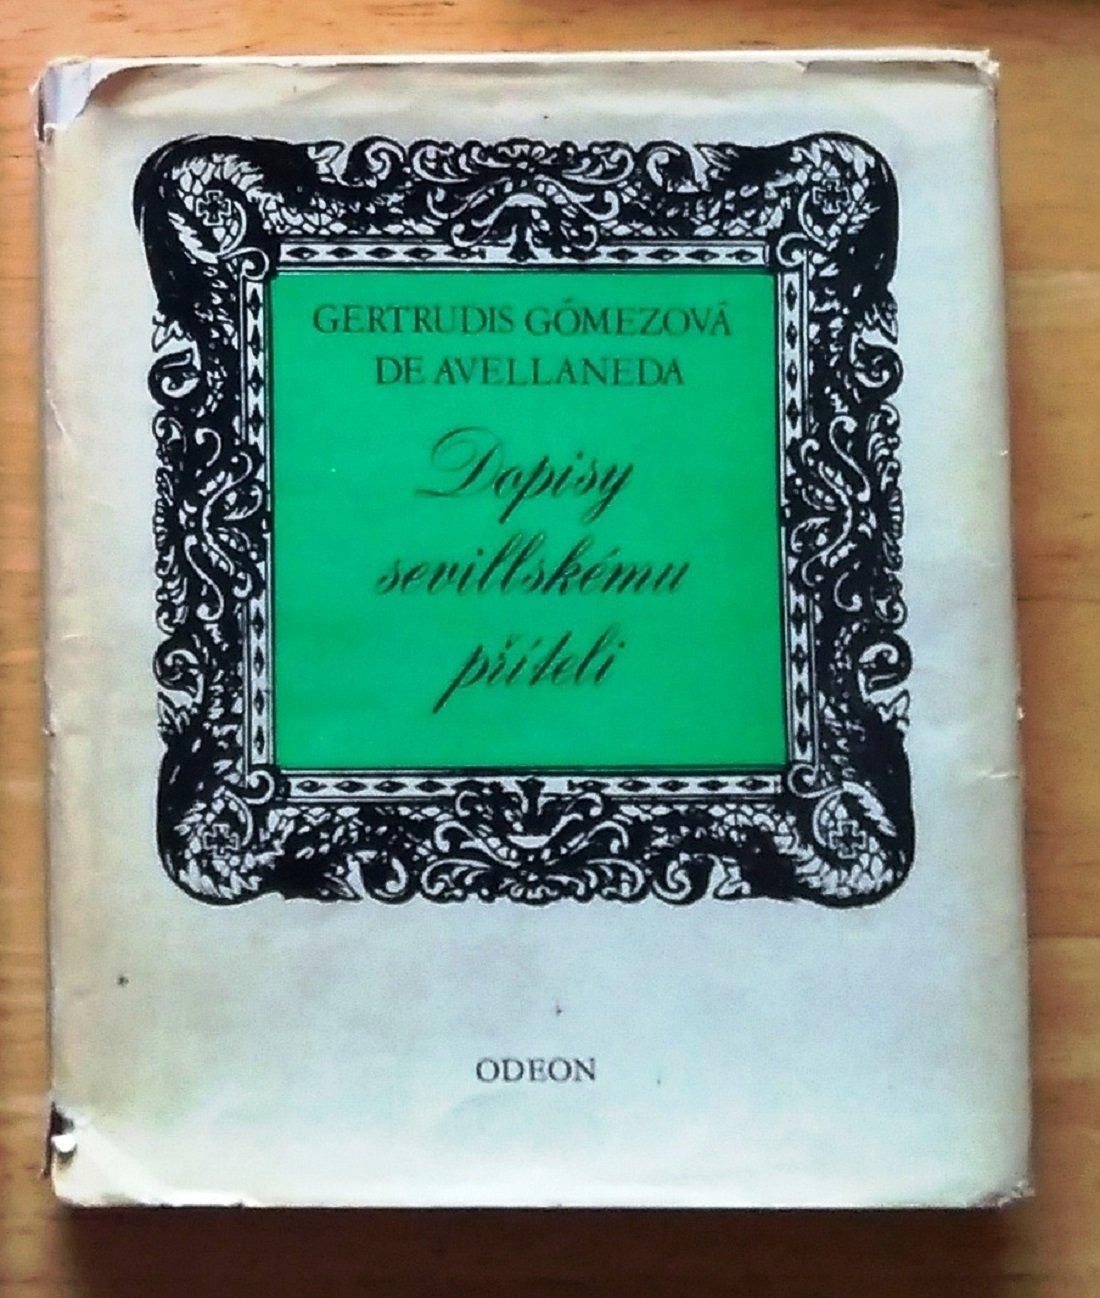 GERTRUDIS GÓMEZOVÁ
DE AVELLANEDA
Dopisy
sevillskému
příteli
ODEON